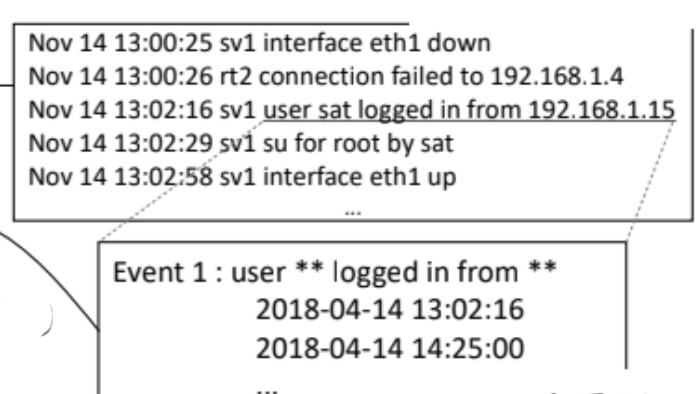 Nov 14 13:00:25 sv1 interface eth1 down
Nov 14 13:00:26 rt2 connection failed to 192.168.1.4
Nov 14 13:02:16 sv1 user sat logged in from 192.168.1.15
Nov 14 13:02:29 sv1 su for root by sat
Nov 14 13:02:58 sv1 interface eth1 up
...
Event 1 : user ** logged in from **
2018-04-14 13:02:16
2018-04-14 14:25:00
...